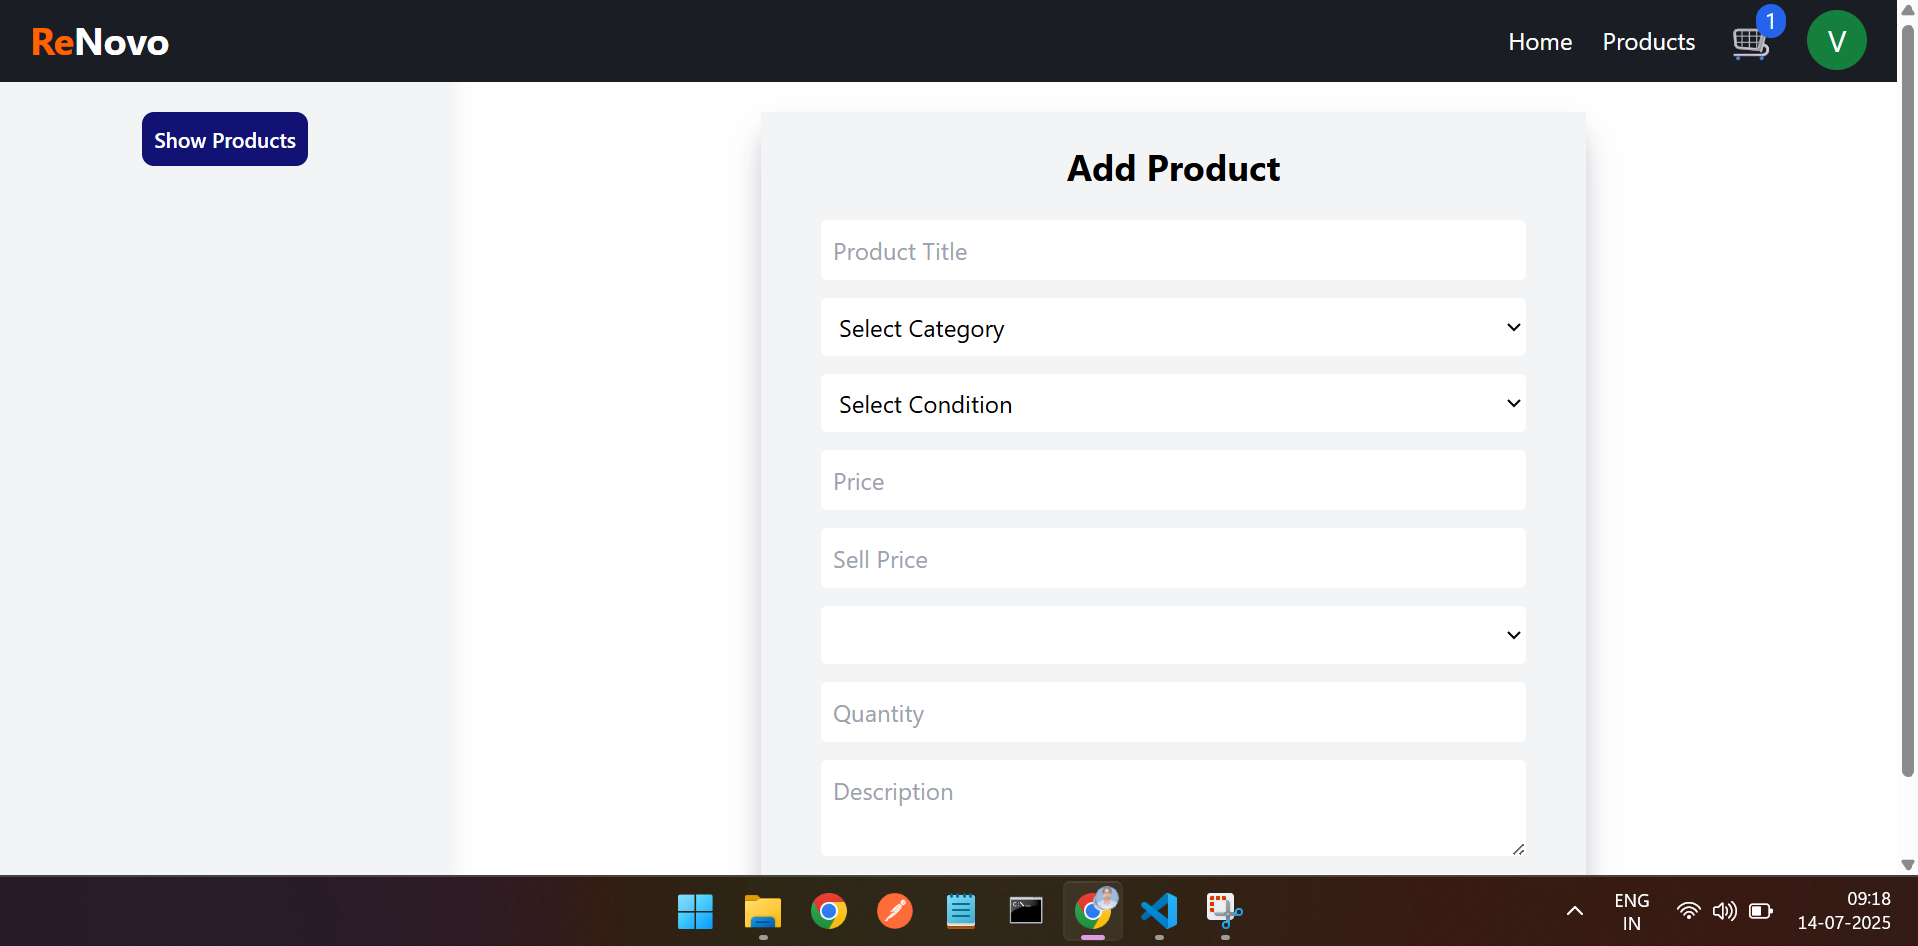 ReNovo
Home
Products
1
V
Show Products
Add Product
Product Title
Select Category
Select Condition
Price
Sell Price
Quantity
Description
ENG
IN
09:18
14-07-2025